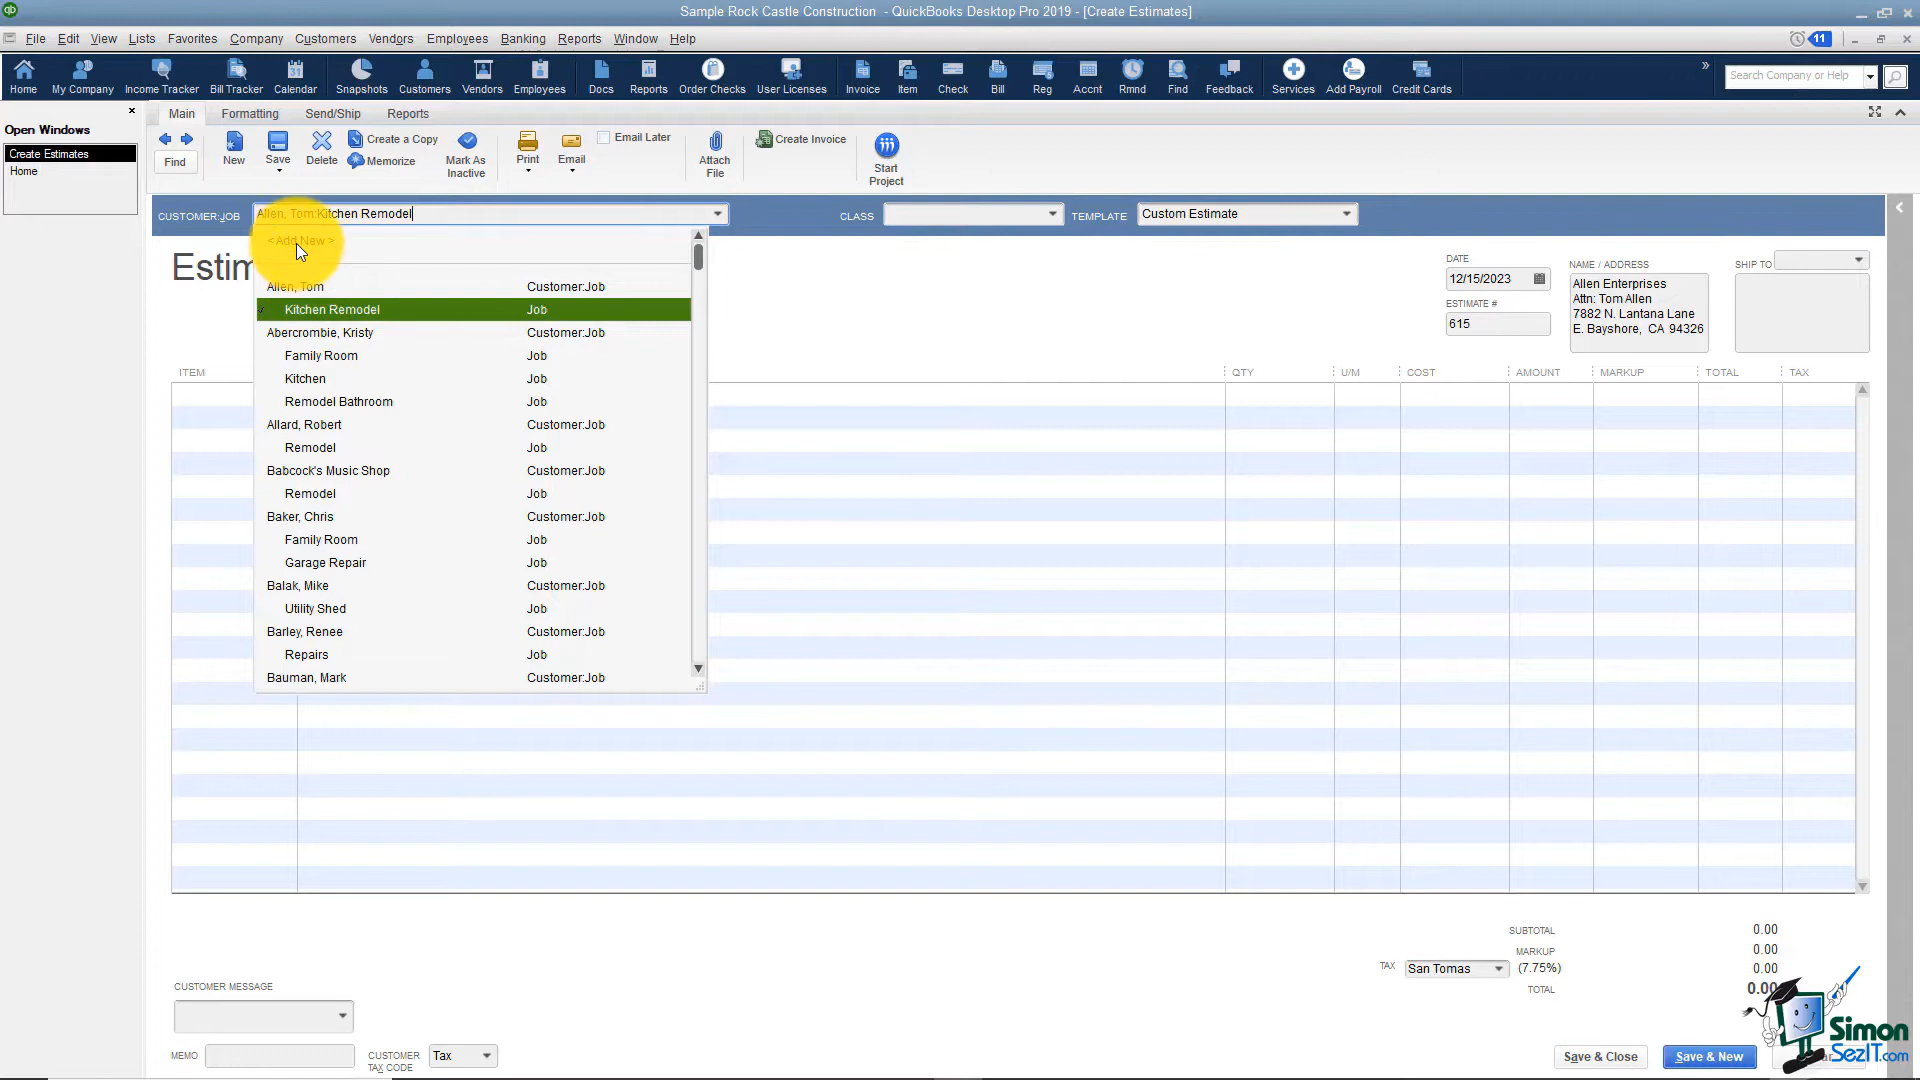 Sample Rock Castle Construction - QuickBooks Desktop Pro 2019 - [Create Estimates]
File Edit View Lists Favorites Company Customers Vendors Employees Banking Reports Window Help
11
Home My Company Income Tracker Bill Tracker Calendar Snapshots Customers Vendors Employees Docs Reports Order Checks User Licenses Invoice Item Check Bill Reg Accnt Rmnd Find Feedback Services Add Payroll Credit Cards
Search Company or Help
Main Formatting Send/Ship Reports
Open Windows
Create Estimates
Home
Find
New
Save
Delete
Create a Copy
Memorize
Mark As
Inactive
Print
Email
Email Later
Attach
File
Create Invoice
Start
Project
CUSTOMER:JOB Allen, Tom:Kitchen Remodel CLASS TEMPLATE Custom Estimate
< Add New >
Allen, Tom Customer:Job
✓ Kitchen Remodel Job
Abercrombie, Kristy Customer:Job
Family Room Job
Kitchen Job
Remodel Bathroom Job
Allard, Robert Customer:Job
Remodel Job
Babcock's Music Shop Customer:Job
Remodel Job
Baker, Chris Customer:Job
Family Room Job
Garage Repair Job
Balak, Mike Customer:Job
Utility Shed Job
Barley, Renee Customer:Job
Repairs Job
Bauman, Mark Customer:Job
Estim
DATE
12/15/2023
ESTIMATE #
615
NAME / ADDRESS
Allen Enterprises
Attn: Tom Allen
7882 N. Lantana Lane
E. Bayshore, CA 94326
SHIP TO
ITEM QTY U/M COST AMOUNT MARKUP TOTAL TAX
SUBTOTAL 0.00
MARKUP 0.00
TAX San Tomas (7.75%) 0.00
TOTAL 0.00
CUSTOMER MESSAGE
MEMO
CUSTOMER
TAX CODE
Tax
Save & Close
Save & New
Simon
SezIT.com